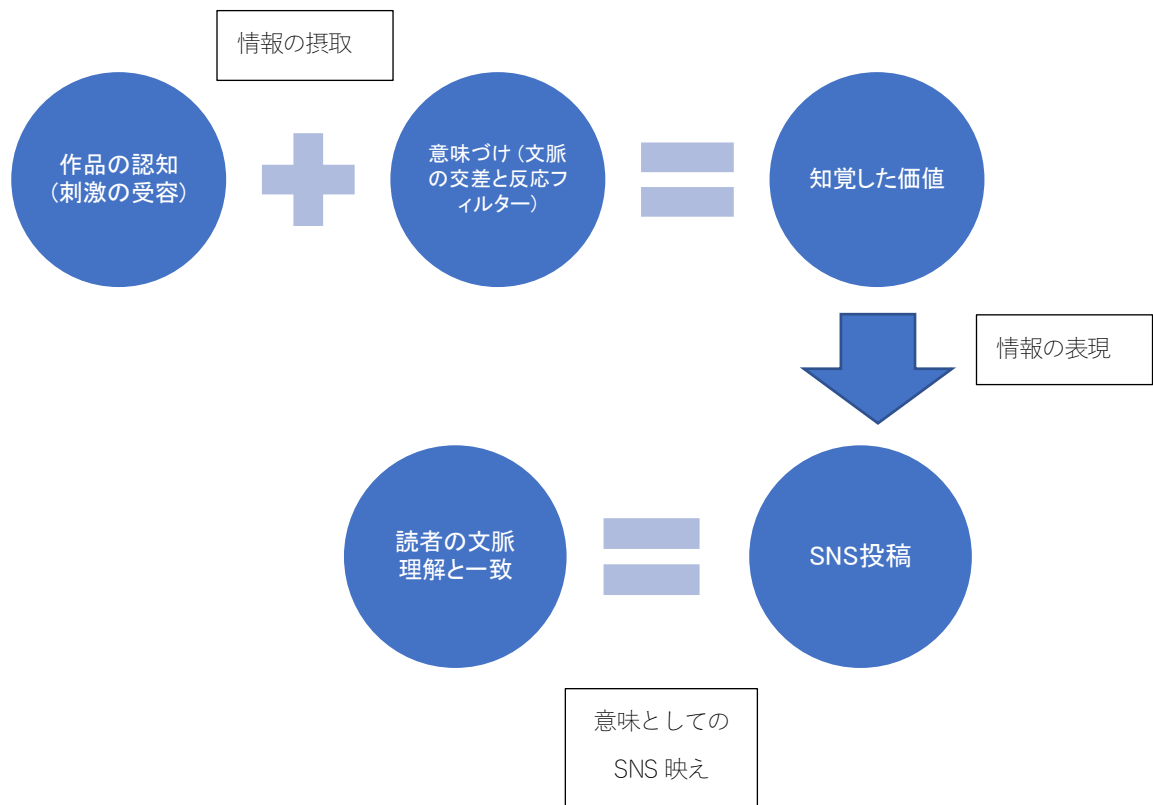 情報の摂取
作品の認知
(刺激の受容)
意味づけ (文脈
の交差と反応フ
ィルター)
知覚した価値
情報の表現
読者の文脈
理解と一致
SNS投稿
意味としての
SNS 映え